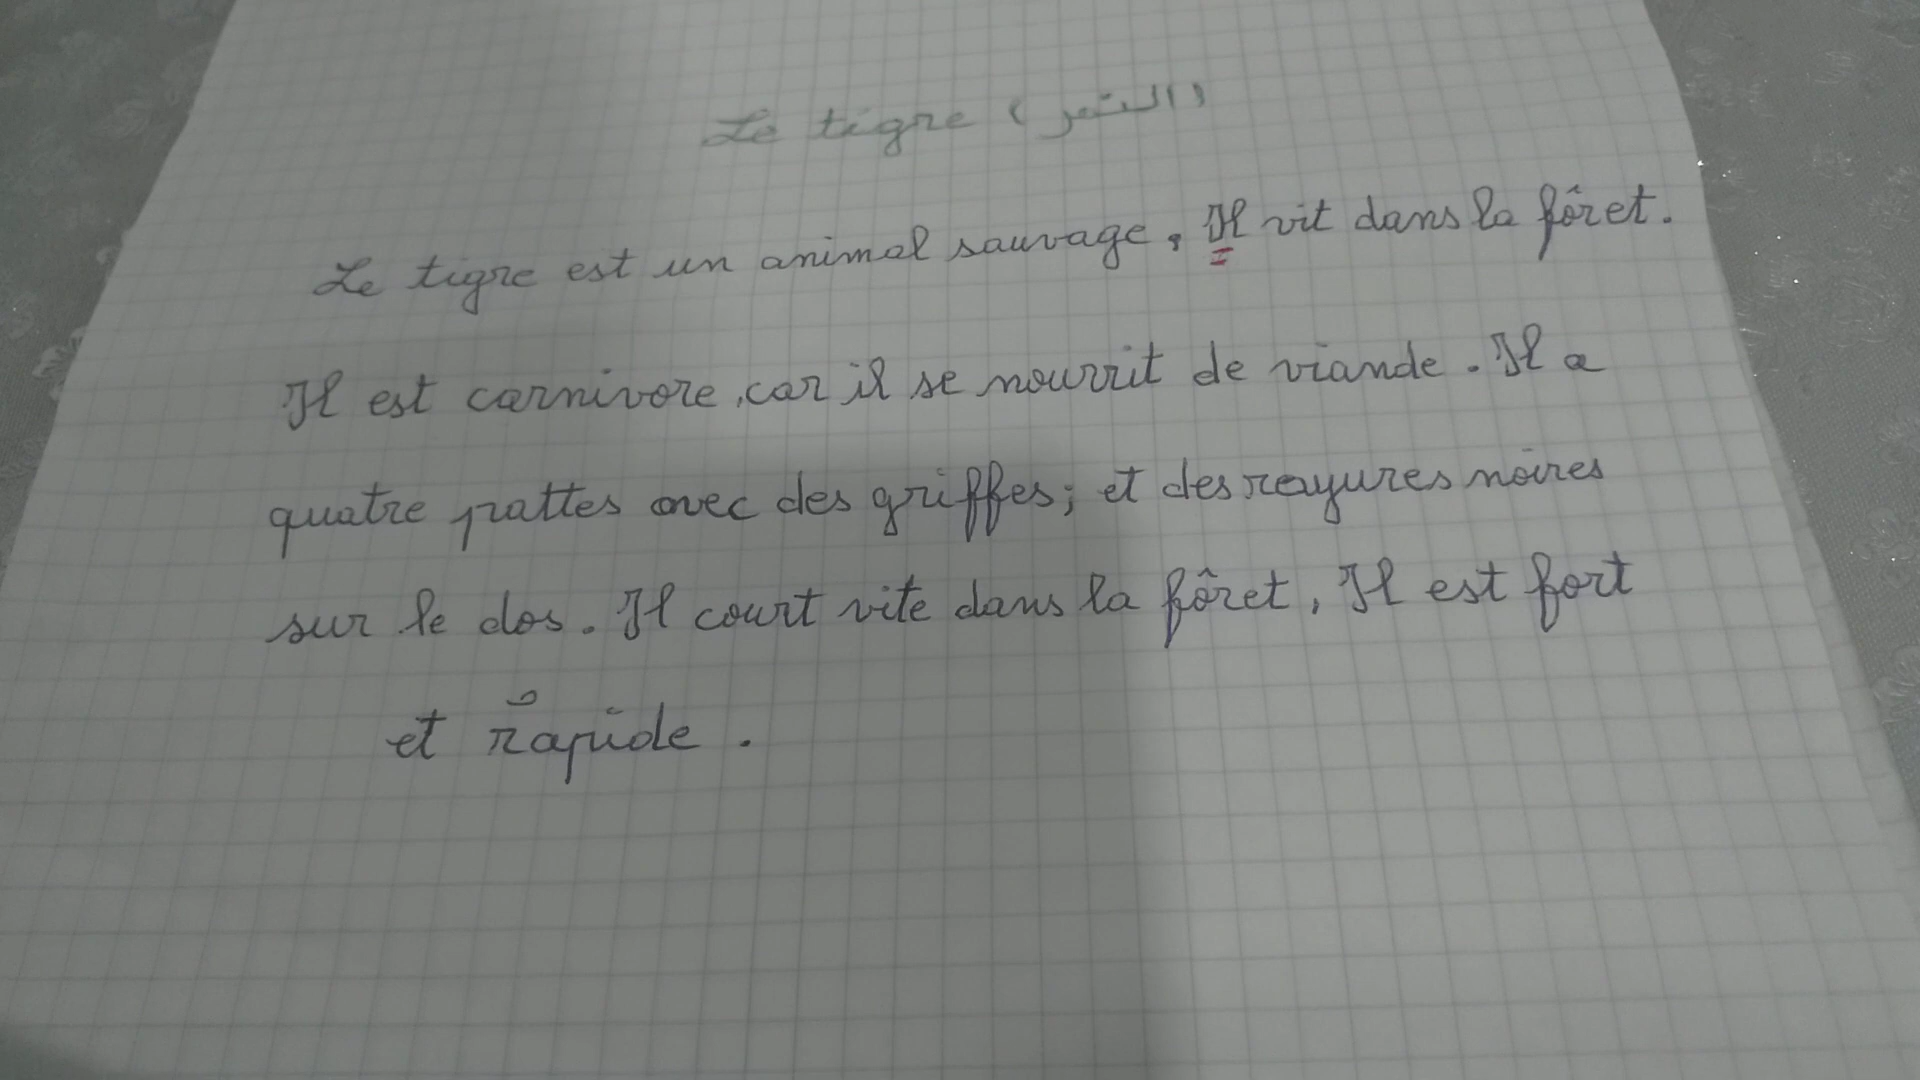 Le tigre (النمر)
Le tigre est un animal sauvage. Il vit dans la fôret.
Il est carnivore, car il se nourrit de viande. Il a
quatre pattes avec des griffes; et des rayures noires
sur le dos. Il court vite dans la fôret, Il est fort
et rapide.